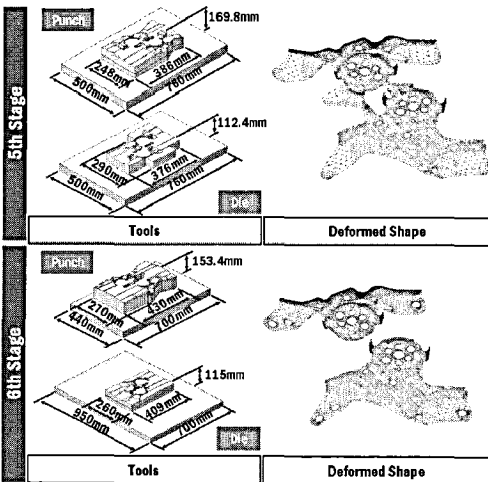 5th Stage
Punch
169.8mm
248mm
386mm
500mm
760mm
112.4mm
290mm
376mm
500mm
760mm
Die
Tools
Deformed Shape
6th Stage
Punch
153.4mm
270mm
430mm
440mm
700mm
115mm
260mm
409mm
950mm
700mm
Die
Tools
Deformed Shape